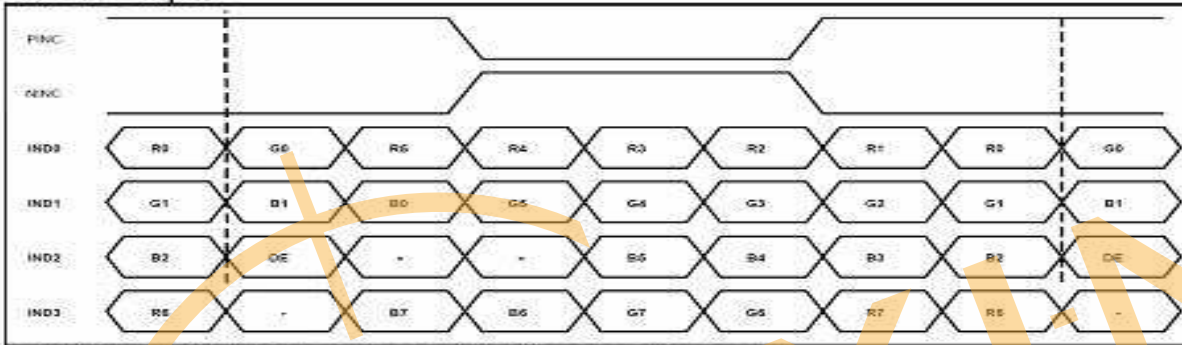 PINC
NINC
IND0 R0 G0 R5 R4 R3 R2 R1 R0 G0
IND1 G1 B1 B0 G5 G4 G3 G2 G1 B1
IND2 B2 DE - - B5 B4 B3 B2 DE
IND3 R6 - B7 B6 G7 G6 R7 R6 -